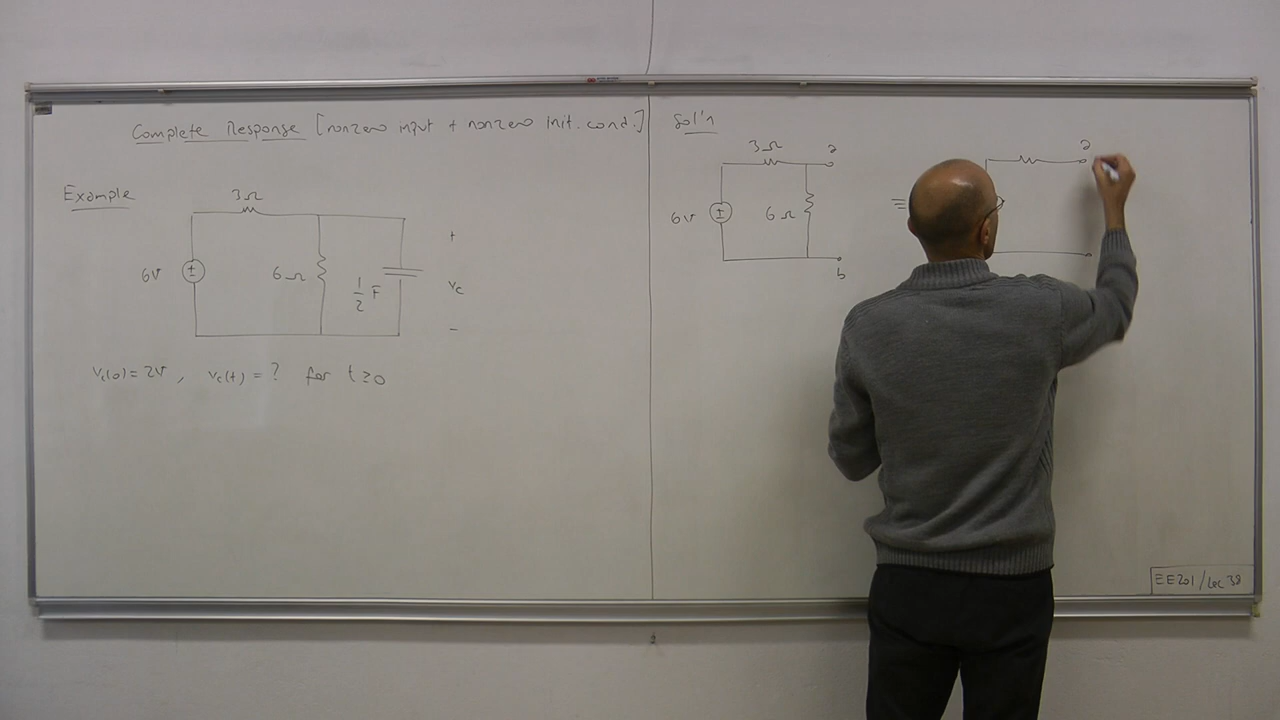 Complete Response [nonzero input + nonzero init. cond.]
Example
3Ω
6V
±
6Ω
1/2 F
+
Vc
-
Vc(0)=2V, Vc(t)=? for t≥0
Sol'n
3Ω
a
6V
±
6Ω
b
≡
a
EE201/Lec 38